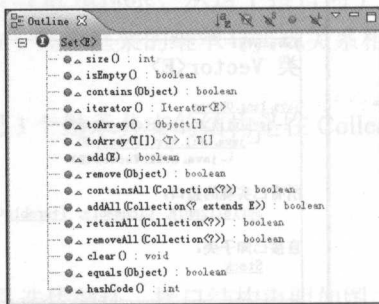 Outline
Set<E>
size() : int
isEmpty() : boolean
contains(Object) : boolean
iterator() : Iterator<E>
toArray() : Object[]
toArray(T[]) <T> : T[]
add(E) : boolean
remove(Object) : boolean
containsAll(Collection<?>) : boolean
addAll(Collection<? extends E>) : boolean
retainAll(Collection<?>) : boolean
removeAll(Collection<?>) : boolean
clear() : void
equals(Object) : boolean
hashCode() : int